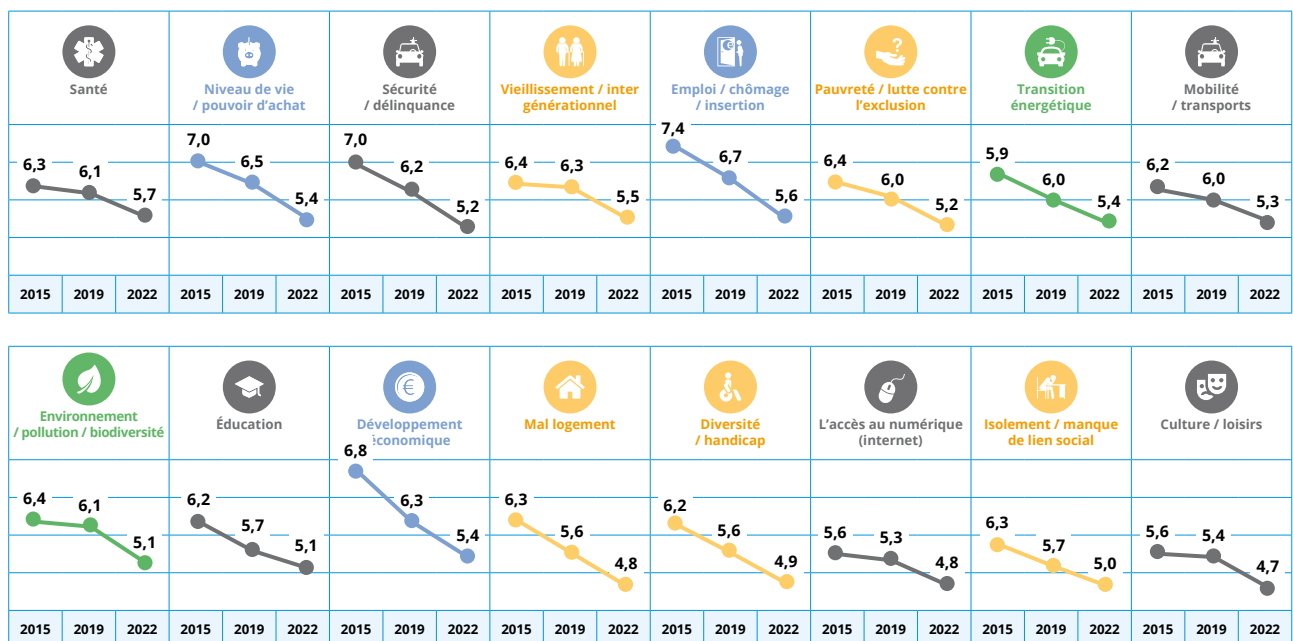 Santé
Niveau de vie
/ pouvoir d'achat
Sécurité
/ délinquance
Vieillissement / inter
générationnel
Emploi / chômage
/ insertion
Pauvreté / lutte contre
l'exclusion
Transition
énergétique
Mobilité
/ transports
6,3 6,1 5,7
7,0 6,5 5,4
7,0 6,2 5,2
6,4 6,3 5,5
7,4 6,7 5,6
6,4 6,0 5,2
5,9 6,0 5,4
6,2 6,0 5,3
2015 2019 2022 2015 2019 2022 2015 2019 2022 2015 2019 2022 2015 2019 2022 2015 2019 2022 2015 2019 2022 2015 2019 2022
Environnement
/ pollution / biodiversité
Éducation
Développement
économique
Mal logement
Diversité
/ handicap
L'accès au numérique
(internet)
Isolement / manque
de lien social
Culture / loisirs
6,4 6,1 5,1
6,2 5,7 5,1
6,8 6,3 5,4
6,3 5,6 4,8
6,2 5,6 4,9
5,6 5,3 4,8
6,3 5,7 5,0
5,6 5,4 4,7
2015 2019 2022 2015 2019 2022 2015 2019 2022 2015 2019 2022 2015 2019 2022 2015 2019 2022 2015 2019 2022 2015 2019 2022